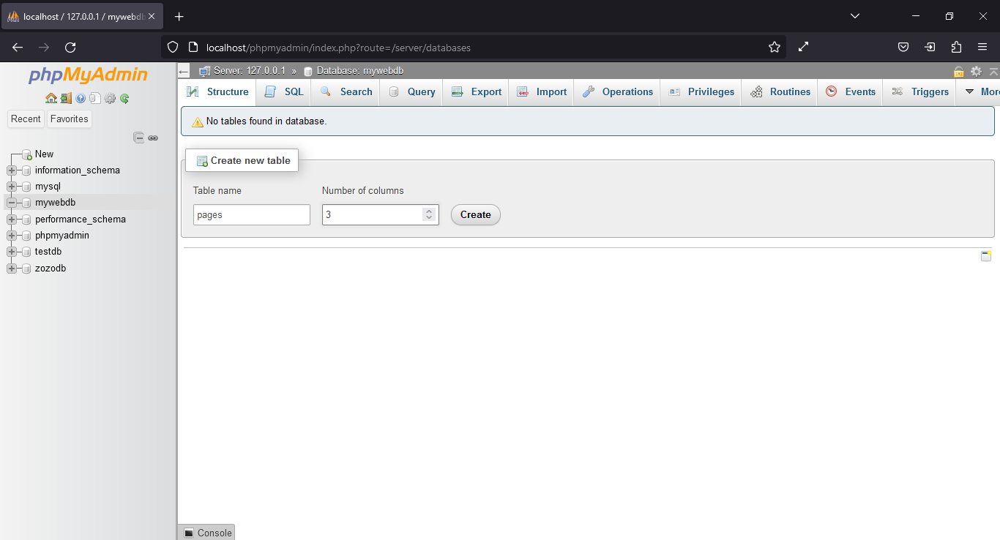 localhost / 127.0.0.1 / mywebdb
localhost/phpmyadmin/index.php?route=/server/databases
phpMyAdmin
Recent Favorites
New
information_schema
mysql
mywebdb
performance_schema
phpmyadmin
testdb
zozodb
Server: 127.0.0.1 » Database: mywebdb
Structure SQL Search Query Export Import Operations Privileges Routines Events Triggers More
No tables found in database.
Create new table
Table name Number of columns
pages 3 Create
Console